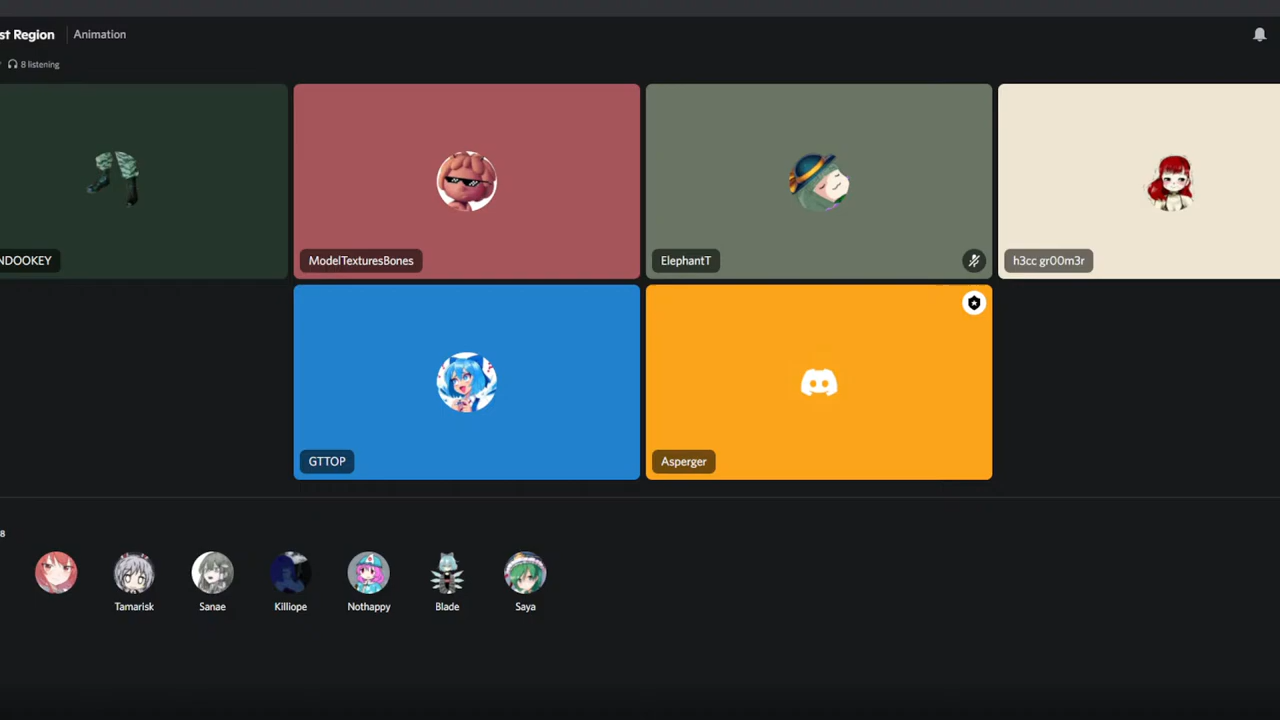 st Region
Animation
8 listening
NDOOKEY
ModelTexturesBones
ElephantT
h3cc gr00m3r
GTTOP
Asperger
8
Tamarisk
Sanae
Killiope
Nothappy
Blade
Saya